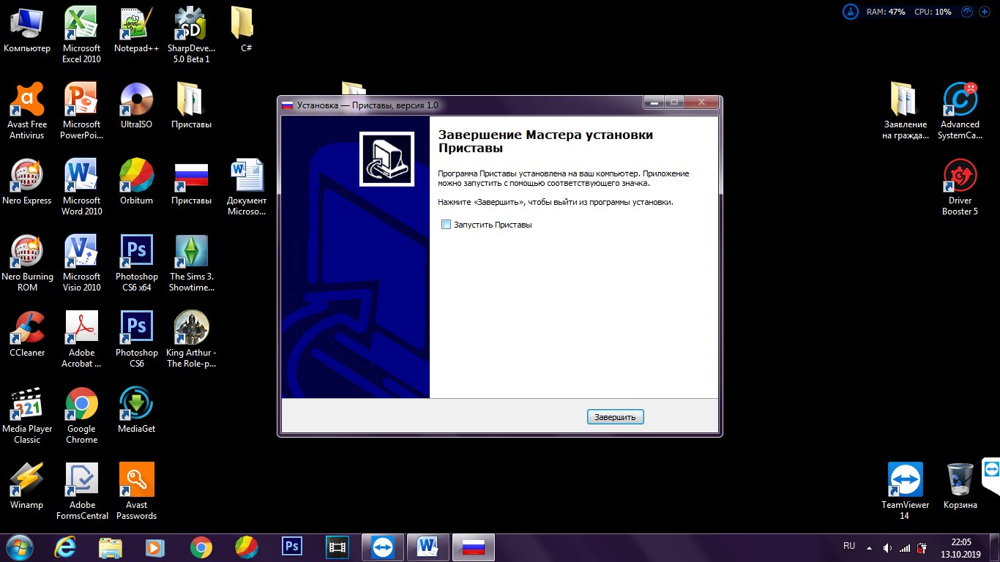 RAM: 47% CPU: 10%
Компьютер
Microsoft
Excel 2010
Notepad++
SharpDeve...
5.0 Beta 1
C#
Avast Free
Antivirus
Microsoft
PowerPoi...
UltraISO
Приставы
Заявление
на гражда...
Advanced
SystemCa...
Nero Express
Microsoft
Word 2010
Orbitum
Приставы
Документ
Microso...
Driver
Booster 5
Nero Burning
ROM
Microsoft
Visio 2010
Photoshop
CS6 x64
The Sims 3.
Showtime...
CCleaner
Adobe
Acrobat ...
Photoshop
CS6
King Arthur -
The Role-p...
Media Player
Classic
Google
Chrome
MediaGet
Winamp
Adobe
FormsCentral
Avast
Passwords
TeamViewer
14
Корзина
Установка — Приставы, версия 1.0
Завершение Мастера установки
Приставы
Программа Приставы установлена на ваш компьютер. Приложение
можно запустить с помощью соответствующего значка.
Нажмите «Завершить», чтобы выйти из программы установки.
Запустить Приставы
Завершить
RU
22:05
13.10.2019